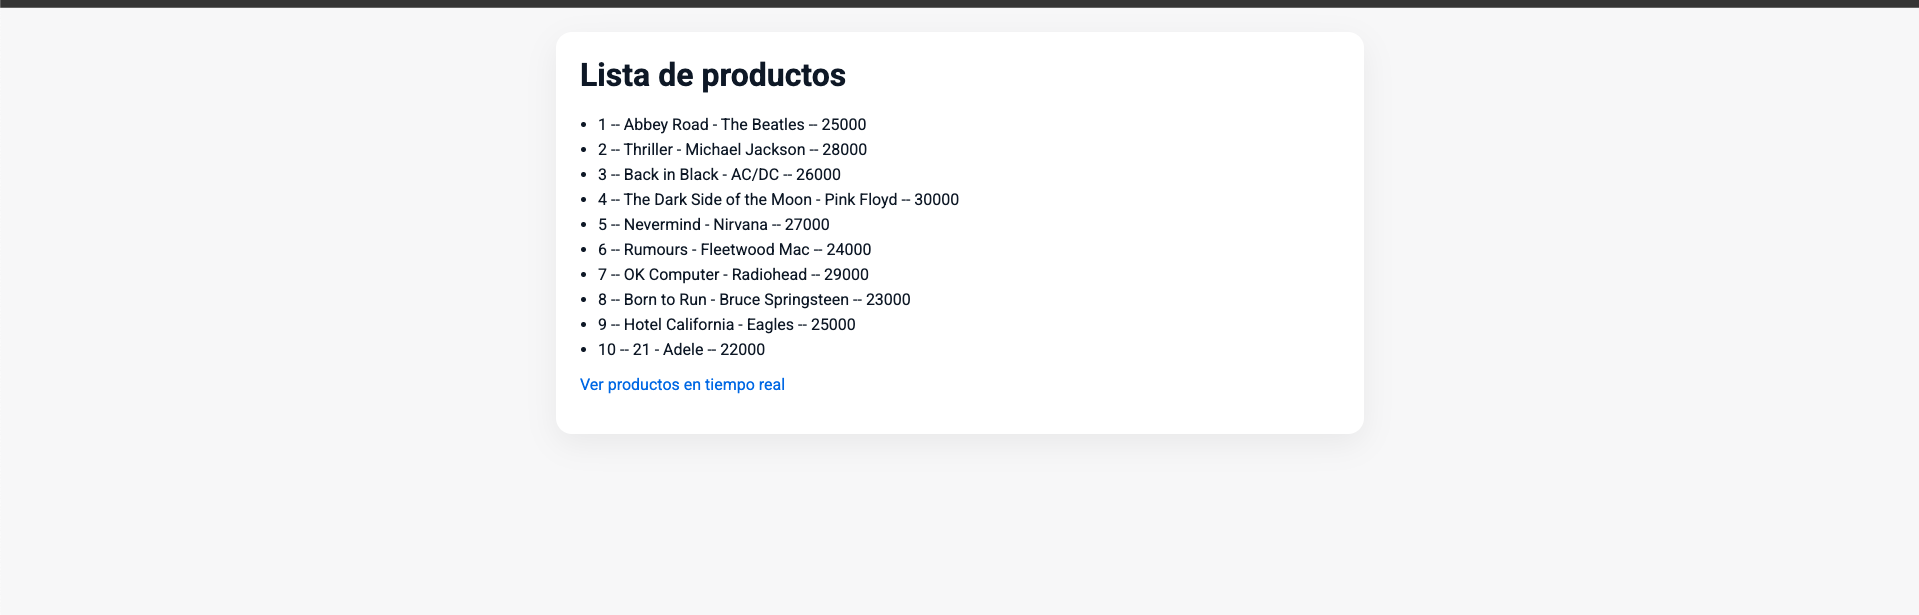 Lista de productos
1 -- Abbey Road - The Beatles -- 25000
2 -- Thriller - Michael Jackson -- 28000
3 -- Back in Black - AC/DC -- 26000
4 -- The Dark Side of the Moon - Pink Floyd -- 30000
5 -- Nevermind - Nirvana -- 27000
6 -- Rumours - Fleetwood Mac -- 24000
7 -- OK Computer - Radiohead -- 29000
8 -- Born to Run - Bruce Springsteen -- 23000
9 -- Hotel California - Eagles -- 25000
10 -- 21 - Adele -- 22000
Ver productos en tiempo real